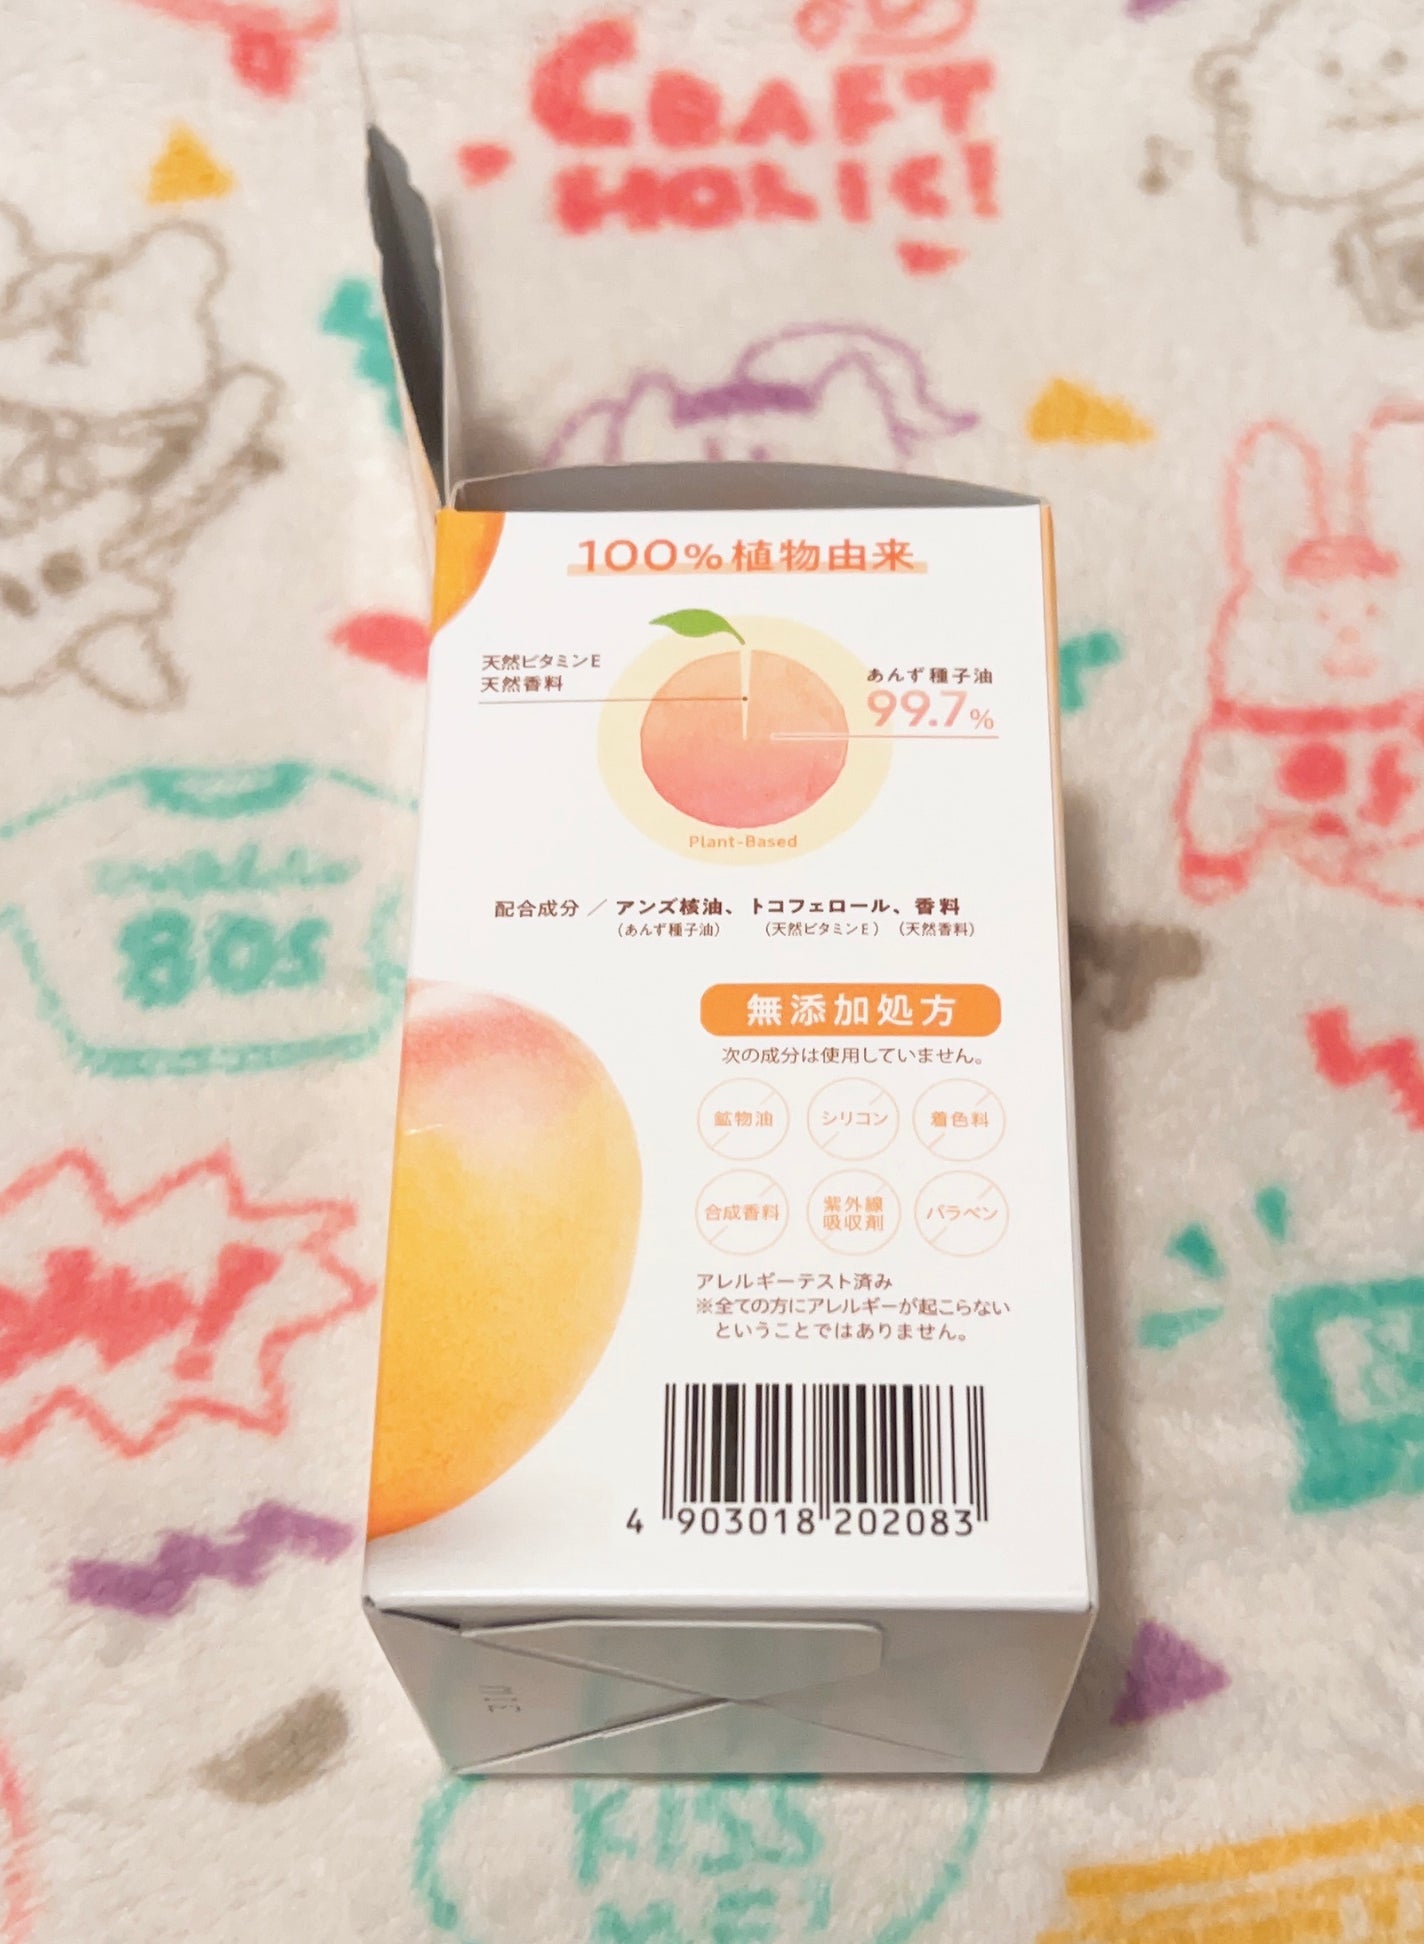 CRAFT
HOLIC!
100%植物由来
天然ビタミンE
天然香料
あんず種子油
99.7%
Plant-Based
配合成分／アンズ核油、トコフェロール、香料
(あんず種子油) (天然ビタミンE) (天然香料)
無添加処方
次の成分は使用していません。
鉱物油 シリコン 着色料
合成香料 紫外線吸収剤 パラベン
アレルギーテスト済み
※全ての方にアレルギーが起こらない
ということではありません。
4 903018 202083
80s
KISS
ME!